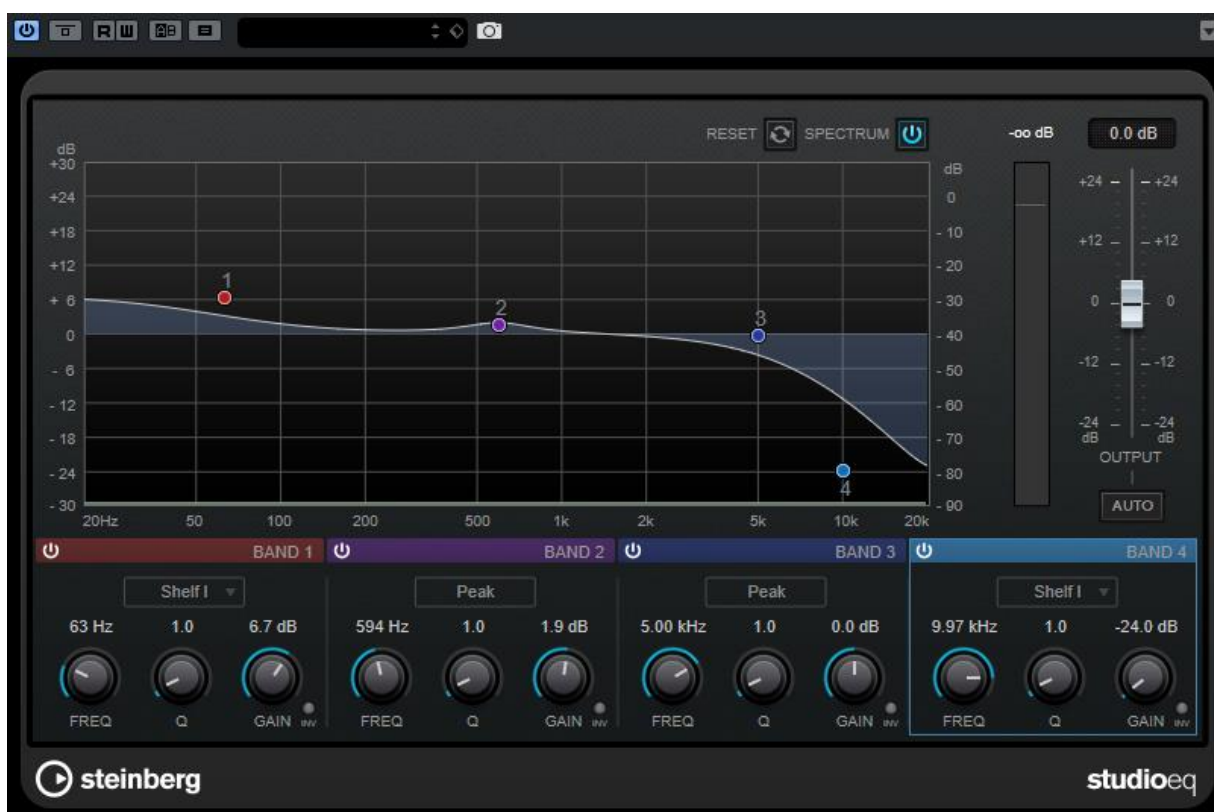 R W AB
RESET SPECTRUM -oo dB 0.0 dB
dB
+30
+24
+18
+12
+ 6
0
- 6
- 12
- 18
- 24
- 30
1
2
3
4
dB
0
- 10
- 20
- 30
- 40
- 50
- 60
- 70
- 80
- 90
+24 +24
+12 +12
0 0
-12 -12
-24 -24
dB dB
OUTPUT
AUTO
20Hz 50 100 200 500 1k 2k 5k 10k 20k
BAND 1 BAND 2 BAND 3 BAND 4
Shelf I Peak Peak Shelf I
63 Hz 1.0 6.7 dB 594 Hz 1.0 1.9 dB 5.00 kHz 1.0 0.0 dB 9.97 kHz 1.0 -24.0 dB
FREQ Q GAIN INV FREQ Q GAIN INV FREQ Q GAIN INV FREQ Q GAIN INV
steinberg studioeq